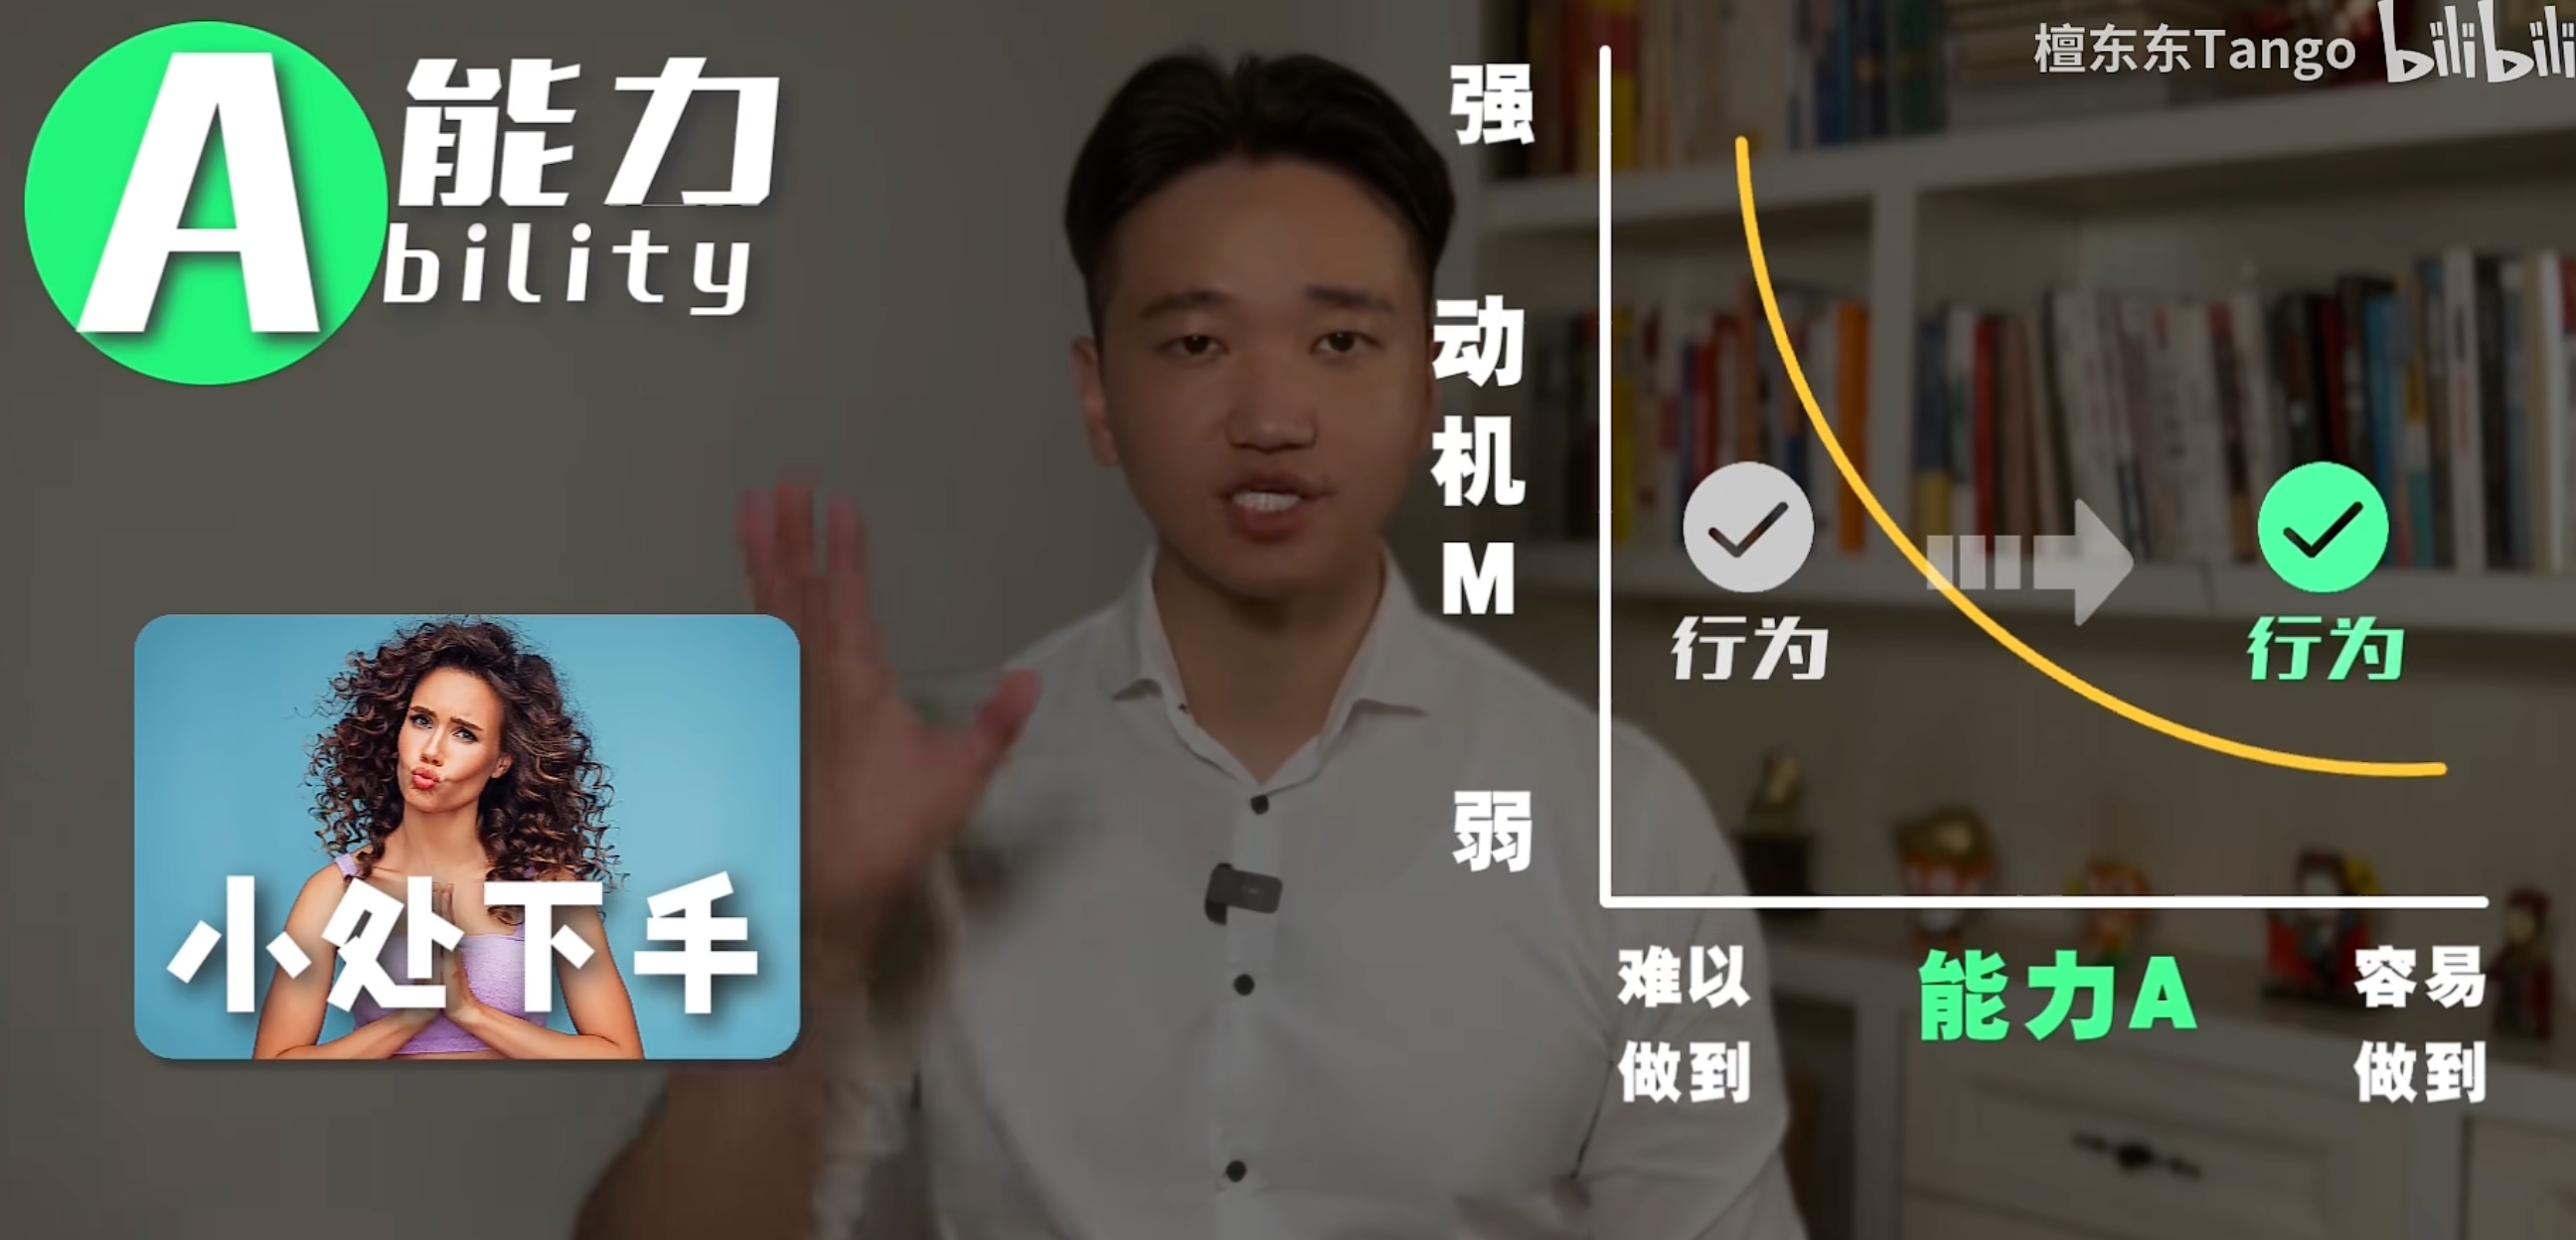 A能力
bility
小处下手
檀东东Tango bilibili
强
动
机
M
弱
行为
行为
难以
做到
能力A
容易
做到